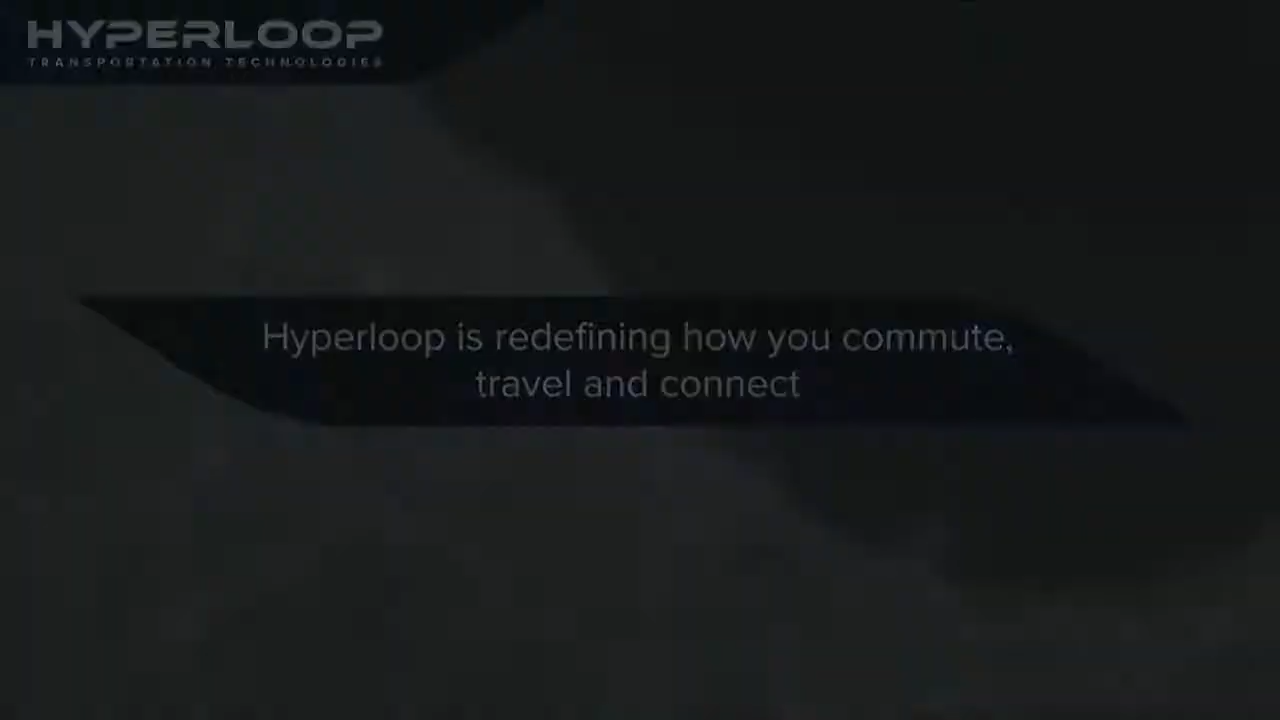 HYPERLOOP
TRANSPORTATION TECHNOLOGIES
Hyperloop is redefining how you commute,
travel and connect